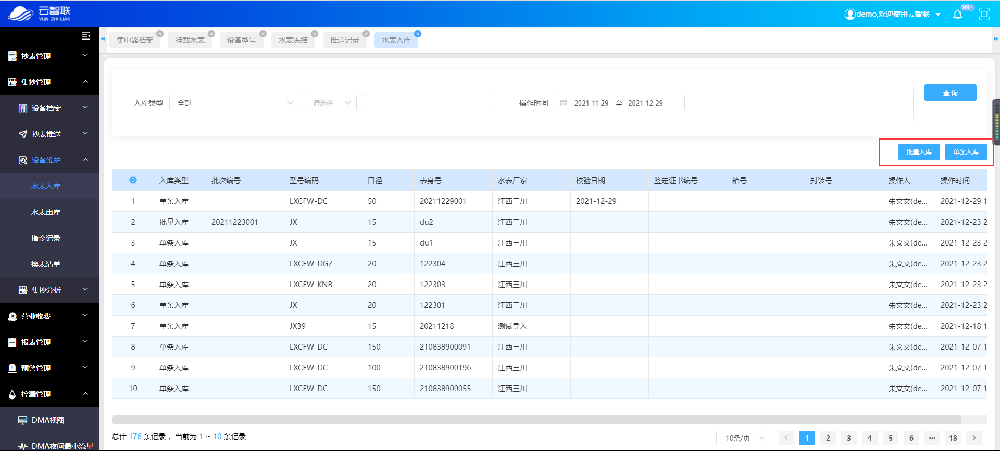 云智联
YUN ZHI LIAN
demo,欢迎使用云智联
99+
集中器档案
挂载水表
设备型号
水表冻结
推送记录
水表入库
抄表管理
集抄管理
设备档案
抄表推送
设备维护
水表入库
水表出库
指令记录
换表清单
集抄分析
营业收费
报表管理
预警管理
控漏管理
DMA视图
DMA夜间最小流量
入库类型 全部 请选择 操作时间 2021-11-29 至 2021-12-29
查 询
批量入库 单条入库
入库类型 批次编号 型号编码 口径 表身号 水表厂家 校验日期 鉴定证书编号 箱号 封装号 操作人 操作时间
1 单条入库 LXCFW-DC 50 20211229001 江西三川 2021-12-29 朱文文(de... 2021-12-29 1
2 批量入库 20211223001 JX 15 du2 江西三川 朱文文(de... 2021-12-23 2
3 单条入库 JX 15 du1 江西三川 朱文文(de... 2021-12-23 2
4 单条入库 LXCFW-DGZ 20 122304 江西三川 朱文文(de... 2021-12-23 2
5 单条入库 LXCFW-KNB 20 122303 江西三川 朱文文(de... 2021-12-23 2
6 单条入库 JX 20 122301 江西三川 朱文文(de... 2021-12-23 2
7 单条入库 JX39 15 20211218 测试导入 朱文文(de... 2021-12-18 1
8 单条入库 LXCFW-DC 150 210838900091 江西三川 朱文文(de... 2021-12-07 1
9 单条入库 LXCFW-DC 100 210838900196 江西三川 朱文文(de... 2021-12-07 1
10 单条入库 LXCFW-DC 150 210838900055 江西三川 朱文文(de... 2021-12-07 1
总计 176 条记录 ，当前为 1 ~ 10 条记录
10条/页 1 2 3 4 5 6 ... 18